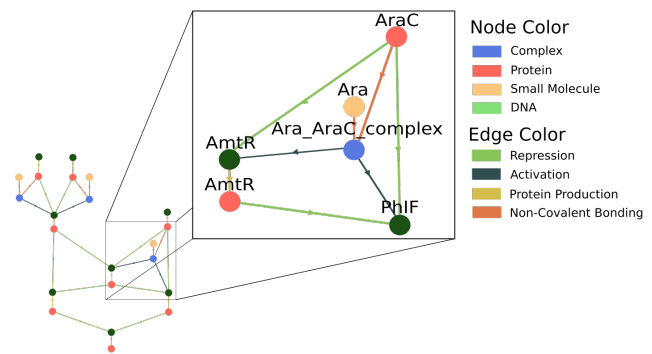 AraC
Ara
Ara_AraC_complex
AmtR
AmtR
PhIF
Node Color
Complex
Protein
Small Molecule
DNA
Edge Color
Repression
Activation
Protein Production
Non-Covalent Bonding